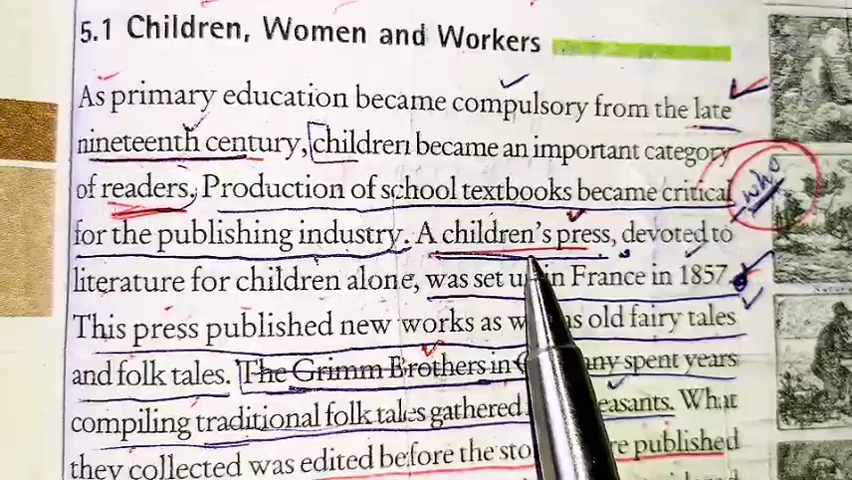 5.1 Children, Women and Workers
As primary education became compulsory from the late
nineteenth century, children became an important category
of readers. Production of school textbooks became critical
who
for the publishing industry. A children's press, devoted to
literature for children alone, was set up in France in 1857.
This press published new works as well as old fairy tales
and folk tales. The Grimm Brothers in Germany spent years
compiling traditional folk tales gathered peasants. What
they collected was edited before the published